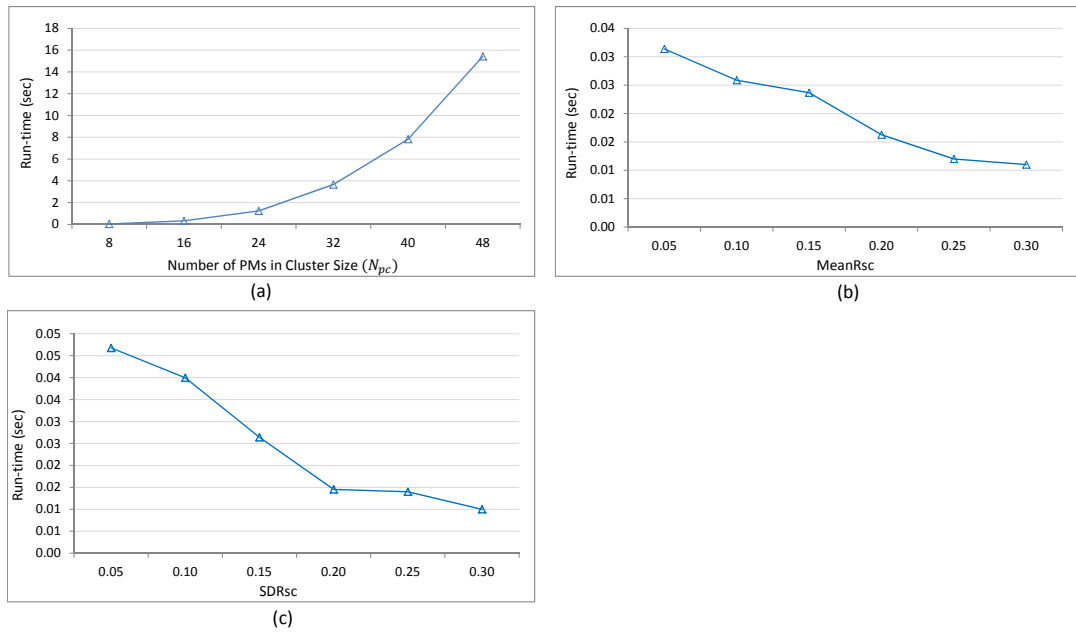 18
16
14
12
10
8
6
4
2
0
Run-time (sec)
8 16 24 32 40 48
Number of PMs in Cluster Size (N_pc)
(a)
0.04
0.03
0.03
0.02
0.02
0.01
0.01
0.00
Run-time (sec)
0.05 0.10 0.15 0.20 0.25 0.30
MeanRsc
(b)
0.05
0.05
0.04
0.04
0.03
0.03
0.02
0.02
0.01
0.01
0.00
Run-time (sec)
0.05 0.10 0.15 0.20 0.25 0.30
SDRsc
(c)